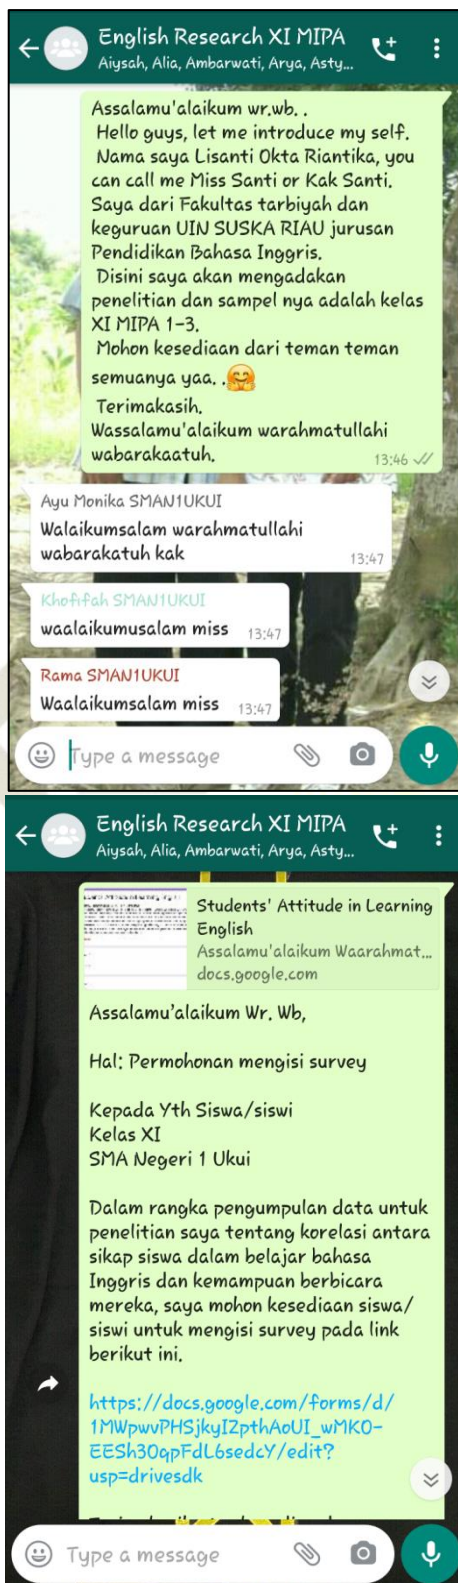 English Research XI MIPA
Aiysah, Alia, Ambarwati, Arya, Asty...
Assalamu'alaikum wr.wb. .
Hello guys, let me introduce my self.
Nama saya Lisanti Okta Riantika, you
can call me Miss Santi or Kak Santi.
Saya dari Fakultas tarbiyah dan
keguruan UIN SUSKA RIAU jurusan
Pendidikan Bahasa Inggris.
Disini saya akan mengadakan
penelitian dan sampel nya adalah kelas
XI MIPA 1-3.
Mohon kesediaan dari teman teman
semuanya yaa. .🤗
Terimakasih.
Wassalamu'alaikum warahmatullahi
wabarakaatuh.
13:46
Ayu Monika SMAN1UKUI
Walaikumsalam warahmatullahi
wabarakatuh kak
13:47
Khofifah SMAN1UKUI
waalaikumusalam miss 13:47
Rama SMAN1UKUI
Waalaikumsalam miss 13:47
Type a message
English Research XI MIPA
Aiysah, Alia, Ambarwati, Arya, Asty...
Students' Attitude in Learning
English
Assalamu'alaikum Waarahmat...
docs.google.com
Assalamu'alaikum Wr. Wb,
Hal: Permohonan mengisi survey
Kepada Yth Siswa/siswi
Kelas XI
SMA Negeri 1 Ukui
Dalam rangka pengumpulan data untuk
penelitian saya tentang korelasi antara
sikap siswa dalam belajar bahasa
Inggris dan kemampuan berbicara
mereka, saya mohon kesediaan siswa/
siswi untuk mengisi survey pada link
berikut ini.
https://docs.google.com/forms/d/
1MWpwvPHSjkyIZpthAoUI_wMKO-
EESh3OqpFdL6sedcY/edit?
usp=drivesdk
Type a message